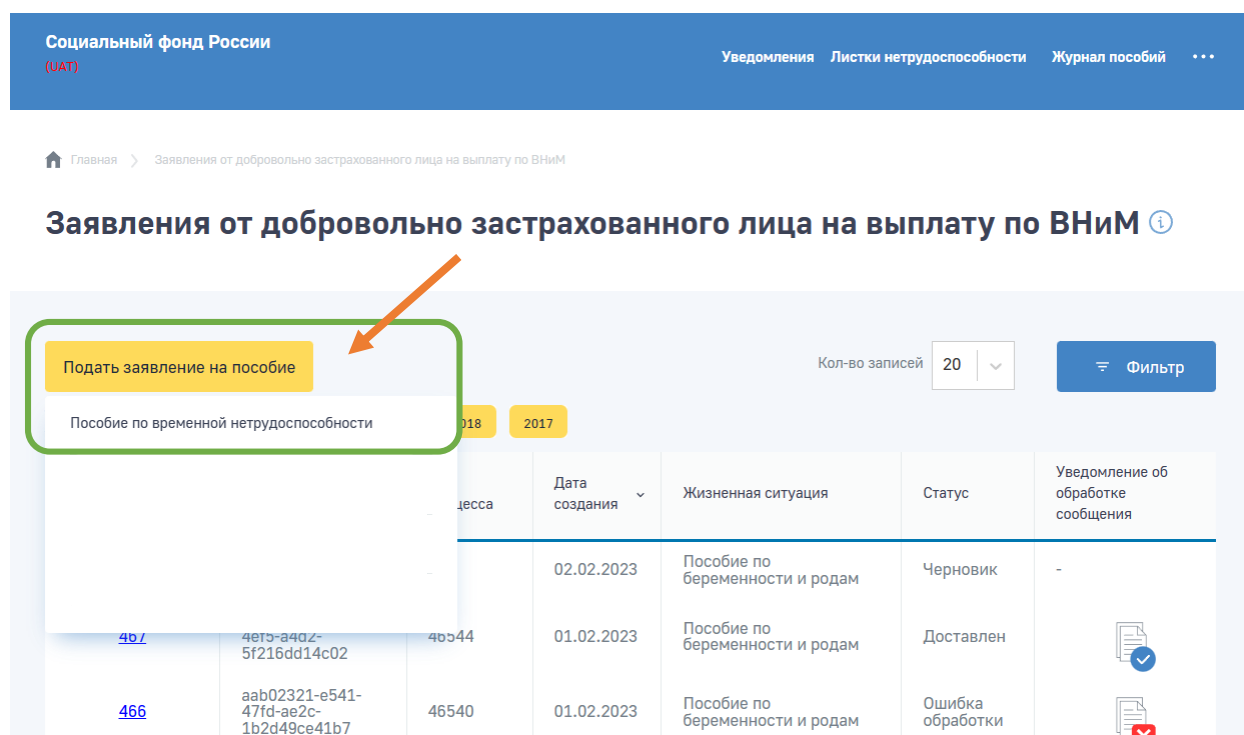 Социальный фонд России
(UAT)
Уведомления Листки нетрудоспособности Журнал пособий
Главная Заявления от добровольно застрахованного лица на выплату по ВНиМ
Заявления от добровольно застрахованного лица на выплату по ВНиМ
Подать заявление на пособие
Кол-во записей 20
Фильтр
Пособие по временной нетрудоспособности
018 2017
цесса
Дата
создания
Жизненная ситуация
Статус
Уведомление об
обработке
сообщения
02.02.2023
Пособие по
беременности и родам
Черновик
-
467
4ef5-a4d2-
5f216dd14c02
46544
01.02.2023
Пособие по
беременности и родам
Доставлен
466
aab02321-e541-
47fd-ae2c-
1b2d49ce41b7
46540
01.02.2023
Пособие по
беременности и родам
Ошибка
обработки